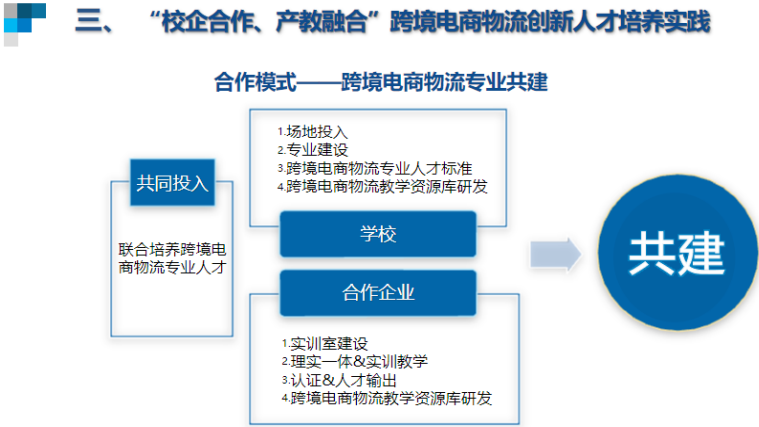 三、 “校企合作、产教融合”跨境电商物流创新人才培养实践
合作模式——跨境电商物流专业共建
共同投入
联合培养跨境电
商物流专业人才
1.场地投入
2.专业建设
3.跨境电商物流专业人才标准
4.跨境电商物流教学资源库研发
学校
合作企业
1.实训室建设
2.理实一体&实训教学
3.认证&人才输出
4.跨境电商物流教学资源库研发
共建